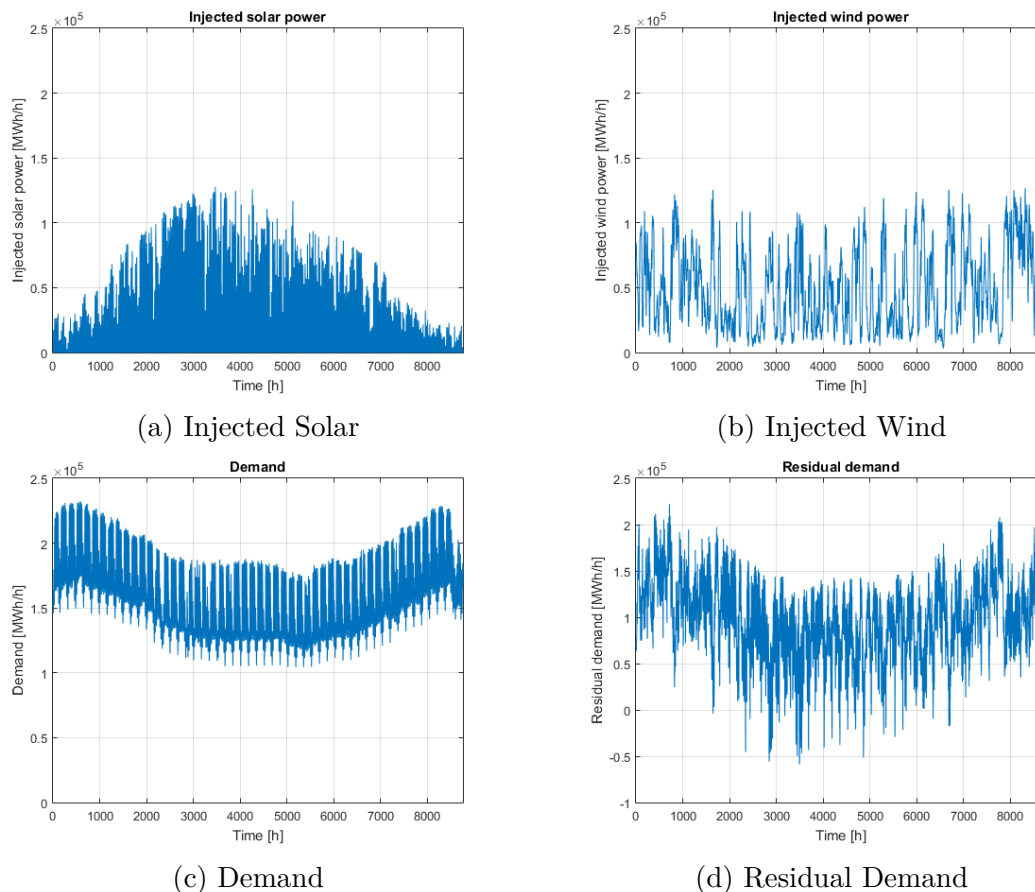 Injected solar power
×10⁵
2.5
2
1.5
1
0.5
0
Injected solar power [MWh/h]
0 1000 2000 3000 4000 5000 6000 7000 8000
Time [h]
(a) Injected Solar
Injected wind power
×10⁵
2.5
2
1.5
1
0.5
0
Injected wind power [MWh/h]
0 1000 2000 3000 4000 5000 6000 7000 8000
Time [h]
(b) Injected Wind
Demand
×10⁵
2.5
2
1.5
1
0.5
0
Demand [MWh/h]
0 1000 2000 3000 4000 5000 6000 7000 8000
Time [h]
(c) Demand
Residual demand
×10⁵
2.5
2
1.5
1
0.5
0
-0.5
-1
Residual demand [MWh/h]
0 1000 2000 3000 4000 5000 6000 7000 8000
Time [h]
(d) Residual Demand